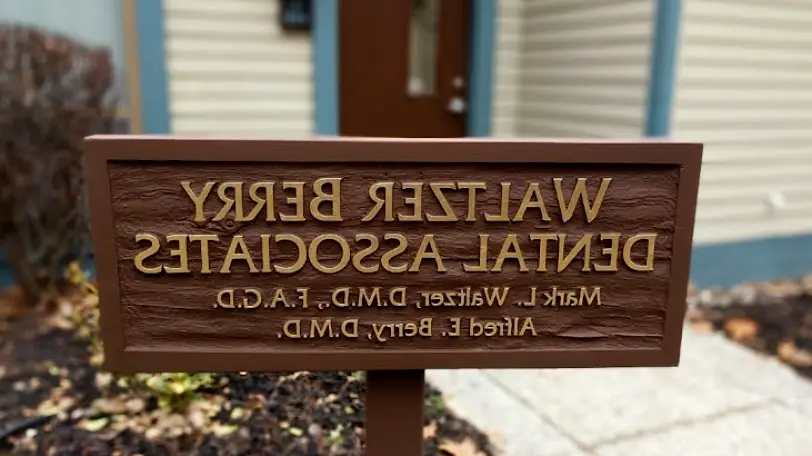 WALTZER BERRY
DENTAL ASSOCIATES
Mark L. Waltzer, D.M.D., F.A.G.D.
Alfred E. Berry, D.M.D.